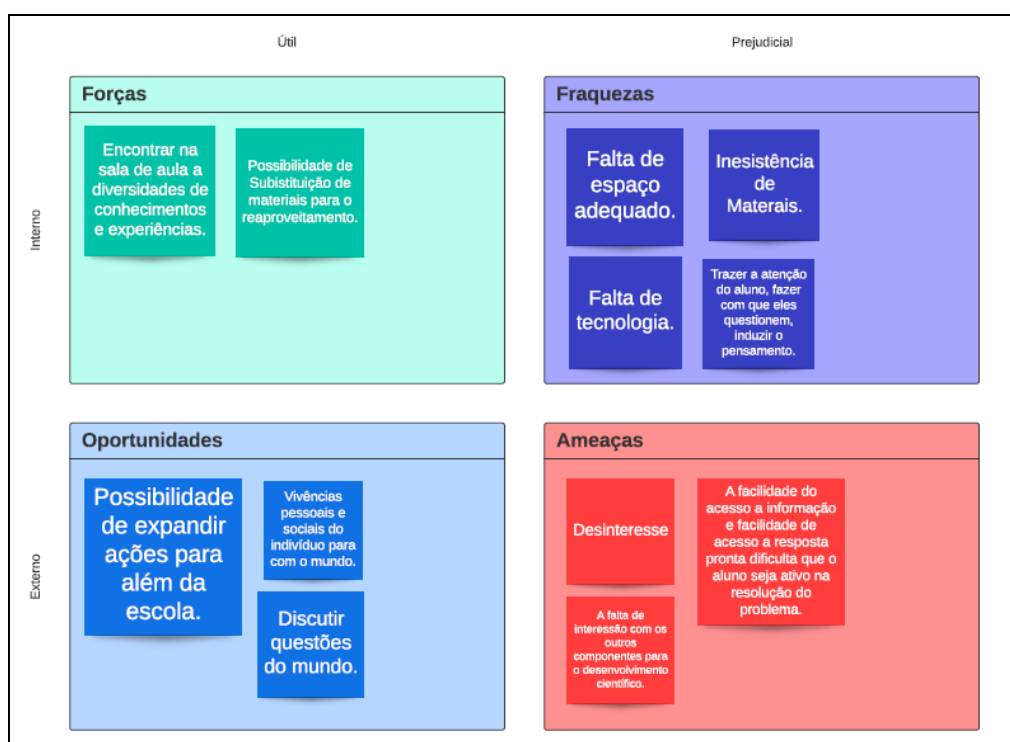 Útil
Prejudicial
Interno
Forças
Encontrar na
sala de aula a
diversidades de
conhecimentos
e experiências.
Possibilidade de
Subistituição de
materiais para o
reaproveitamento.
Fraquezas
Falta de
espaço
adequado.
Inesistência
de
Materais.
Falta de
tecnologia.
Trazer a atenção
do aluno, fazer
com que eles
questionem,
induzir o
pensamento.
Externo
Oportunidades
Possibilidade
de expandir
ações para
além da
escola.
Vivências
pessoais e
sociais do
indivíduo para
com o mundo.
Discutir
questões
do mundo.
Ameaças
Desinteresse
A facilidade do
acesso a informação
e facilidade de
acesso a resposta
pronta dificulta que o
aluno seja ativo na
resolução do
problema.
A falta de
interessão com os
outros
componentes para
o desenvolvimento
científico.